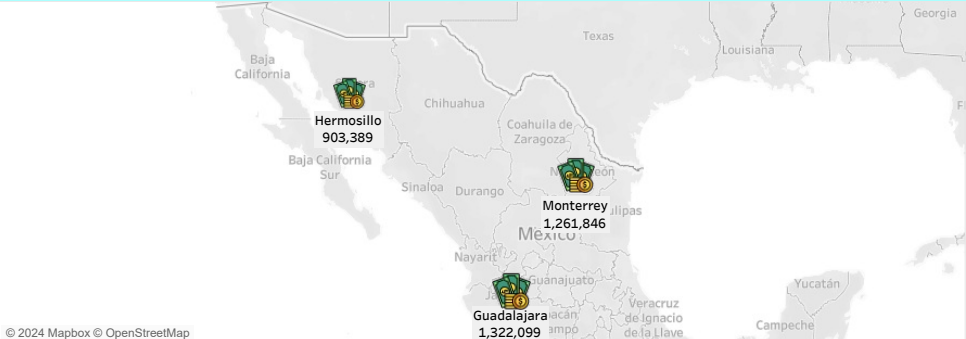 Georgia
Texas
Louisiana
Baja
California
Chihuahua
Hermosillo
903,389
Coahuila de
Zaragoza
Baja California
Sur
Sinaloa
Durango
Monterrey
1,261,846
México
Nayarit
Guanajuato
Guadalajara
1,322,099
Yucatán
Veracruz
de Ignacio
de la Llave
Campeche
© 2024 Mapbox © OpenStreetMap